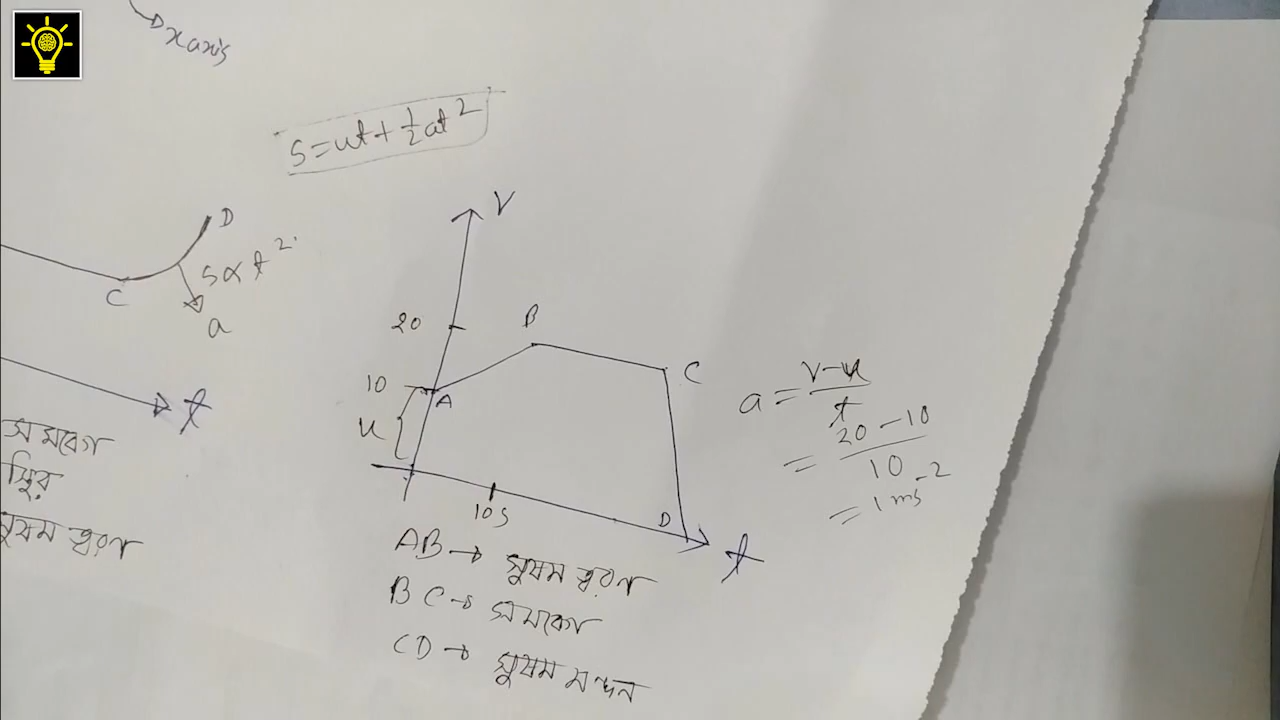 x axis
S = ut + ½at²
D
S ∝ t²
C
a
t
সমবেগ
স্থির
সুষম ত্বরণ
V
20
B
10
A
C
u
10s
D
t
a = v-u/t
= 20-10/10
= 1 ms⁻²
AB → সুষম ত্বরণ
BC → সমবেগ
CD → সুষম মন্দন